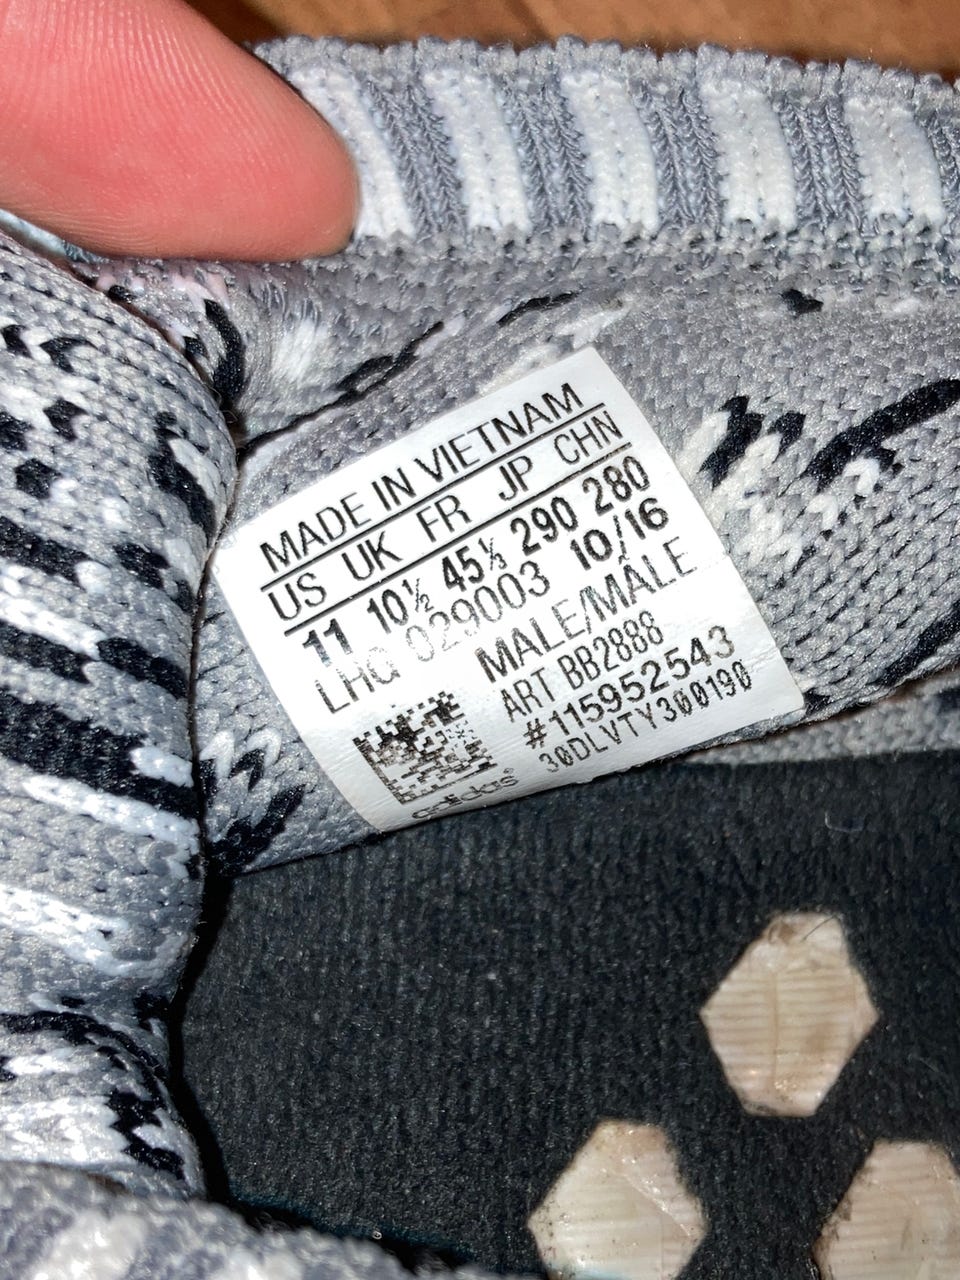 MADE IN VIETNAM
US UK FR JP CHN
11 10½ 45⅓ 290 280
LHG 029003 10/16
MALE/MÂLE
ART BB2888
#115952543
30DLVTY300190
adidas®